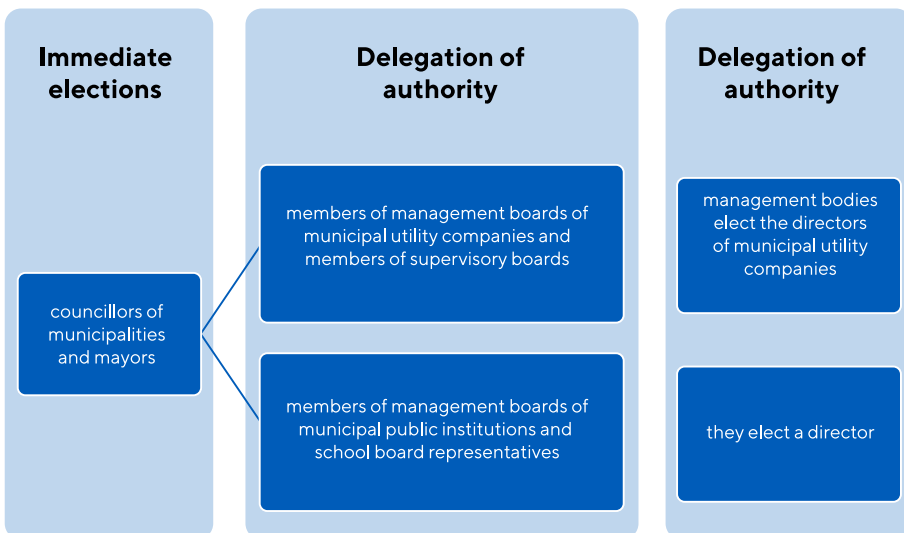 Immediate
elections
councillors of
municipalities
and mayors
Delegation of
authority
members of management boards of
municipal utility companies and
members of supervisory boards
members of management boards of
municipal public institutions and
school board representatives
Delegation of
authority
management bodies
elect the directors
of municipal utility
companies
they elect a director